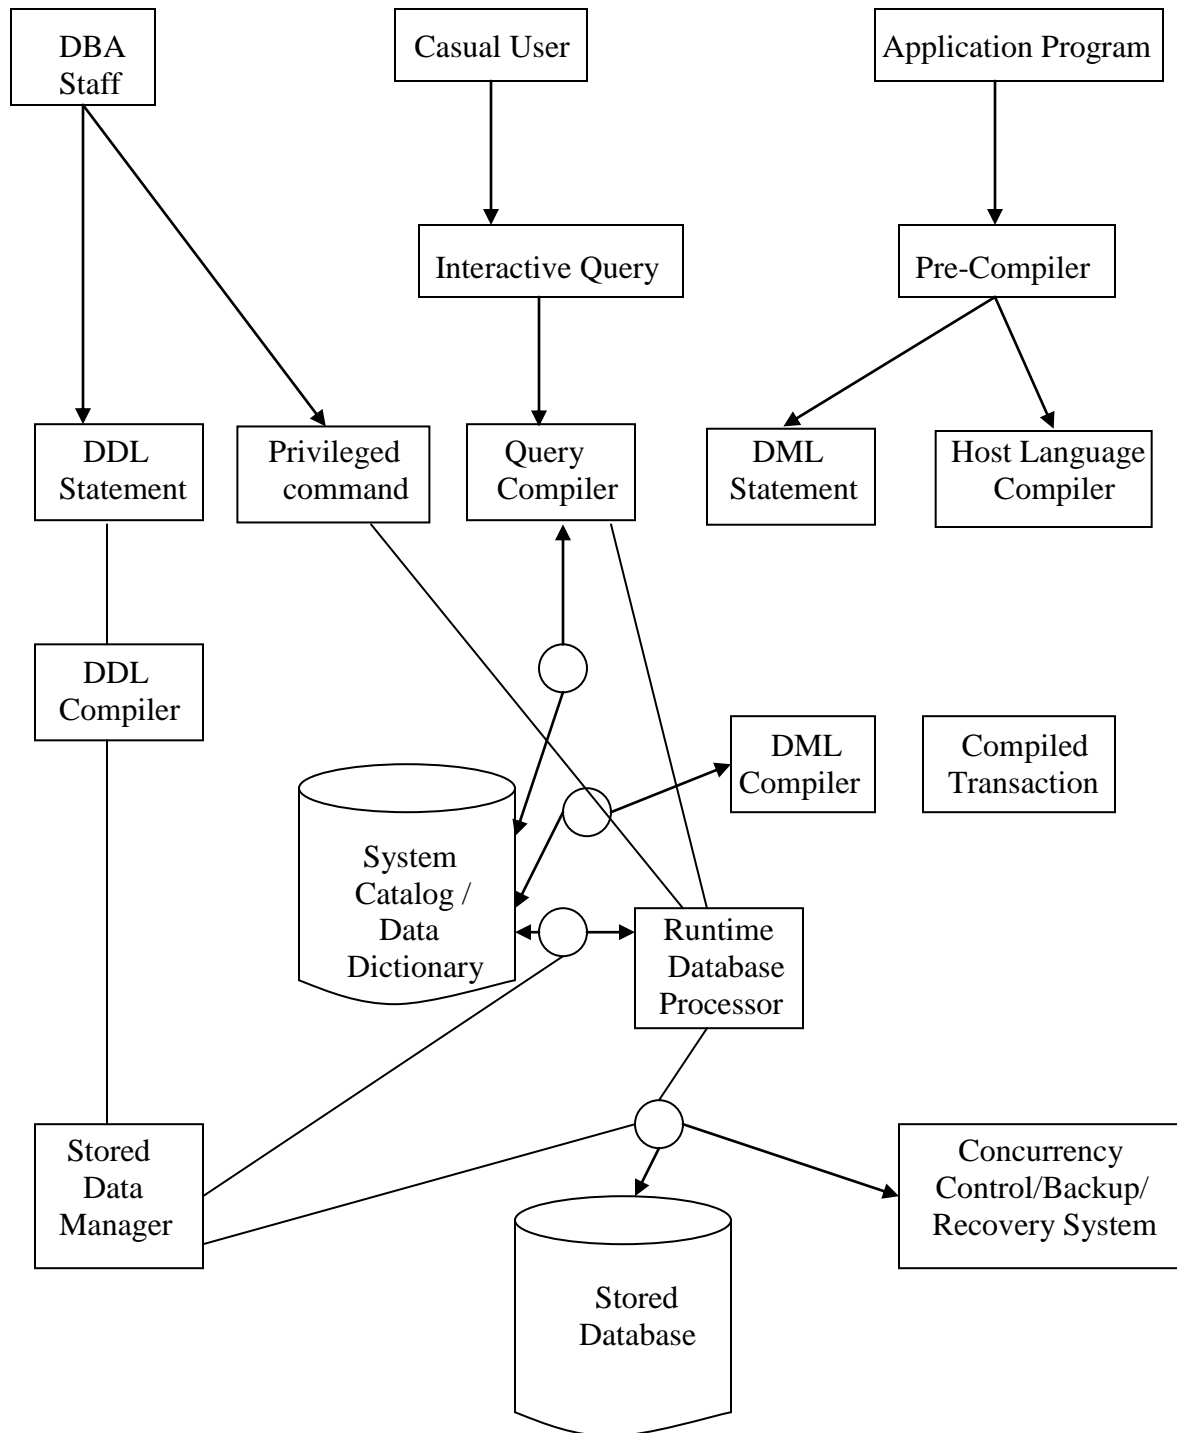 DBA
Staff
Casual User
Application Program
Interactive Query
Pre-Compiler
DDL
Statement
Privileged
command
Query
Compiler
DML
Statement
Host Language
Compiler
DDL
Compiler
DML
Compiler
Compiled
Transaction
System
Catalog /
Data
Dictionary
Runtime
Database
Processor
Stored
Data
Manager
Concurrency
Control/Backup/
Recovery System
Stored
Database